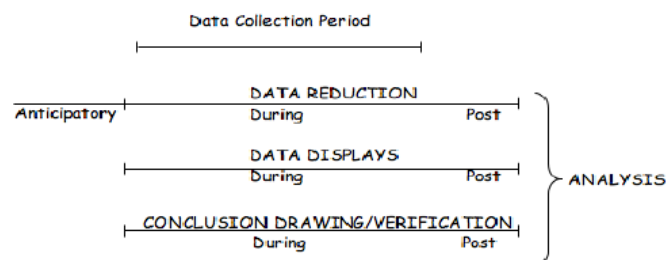 Data Collection Period
DATA REDUCTION
Anticipatory During Post
DATA DISPLAYS
During Post
ANALYSIS
CONCLUSION DRAWING/VERIFICATION
During Post